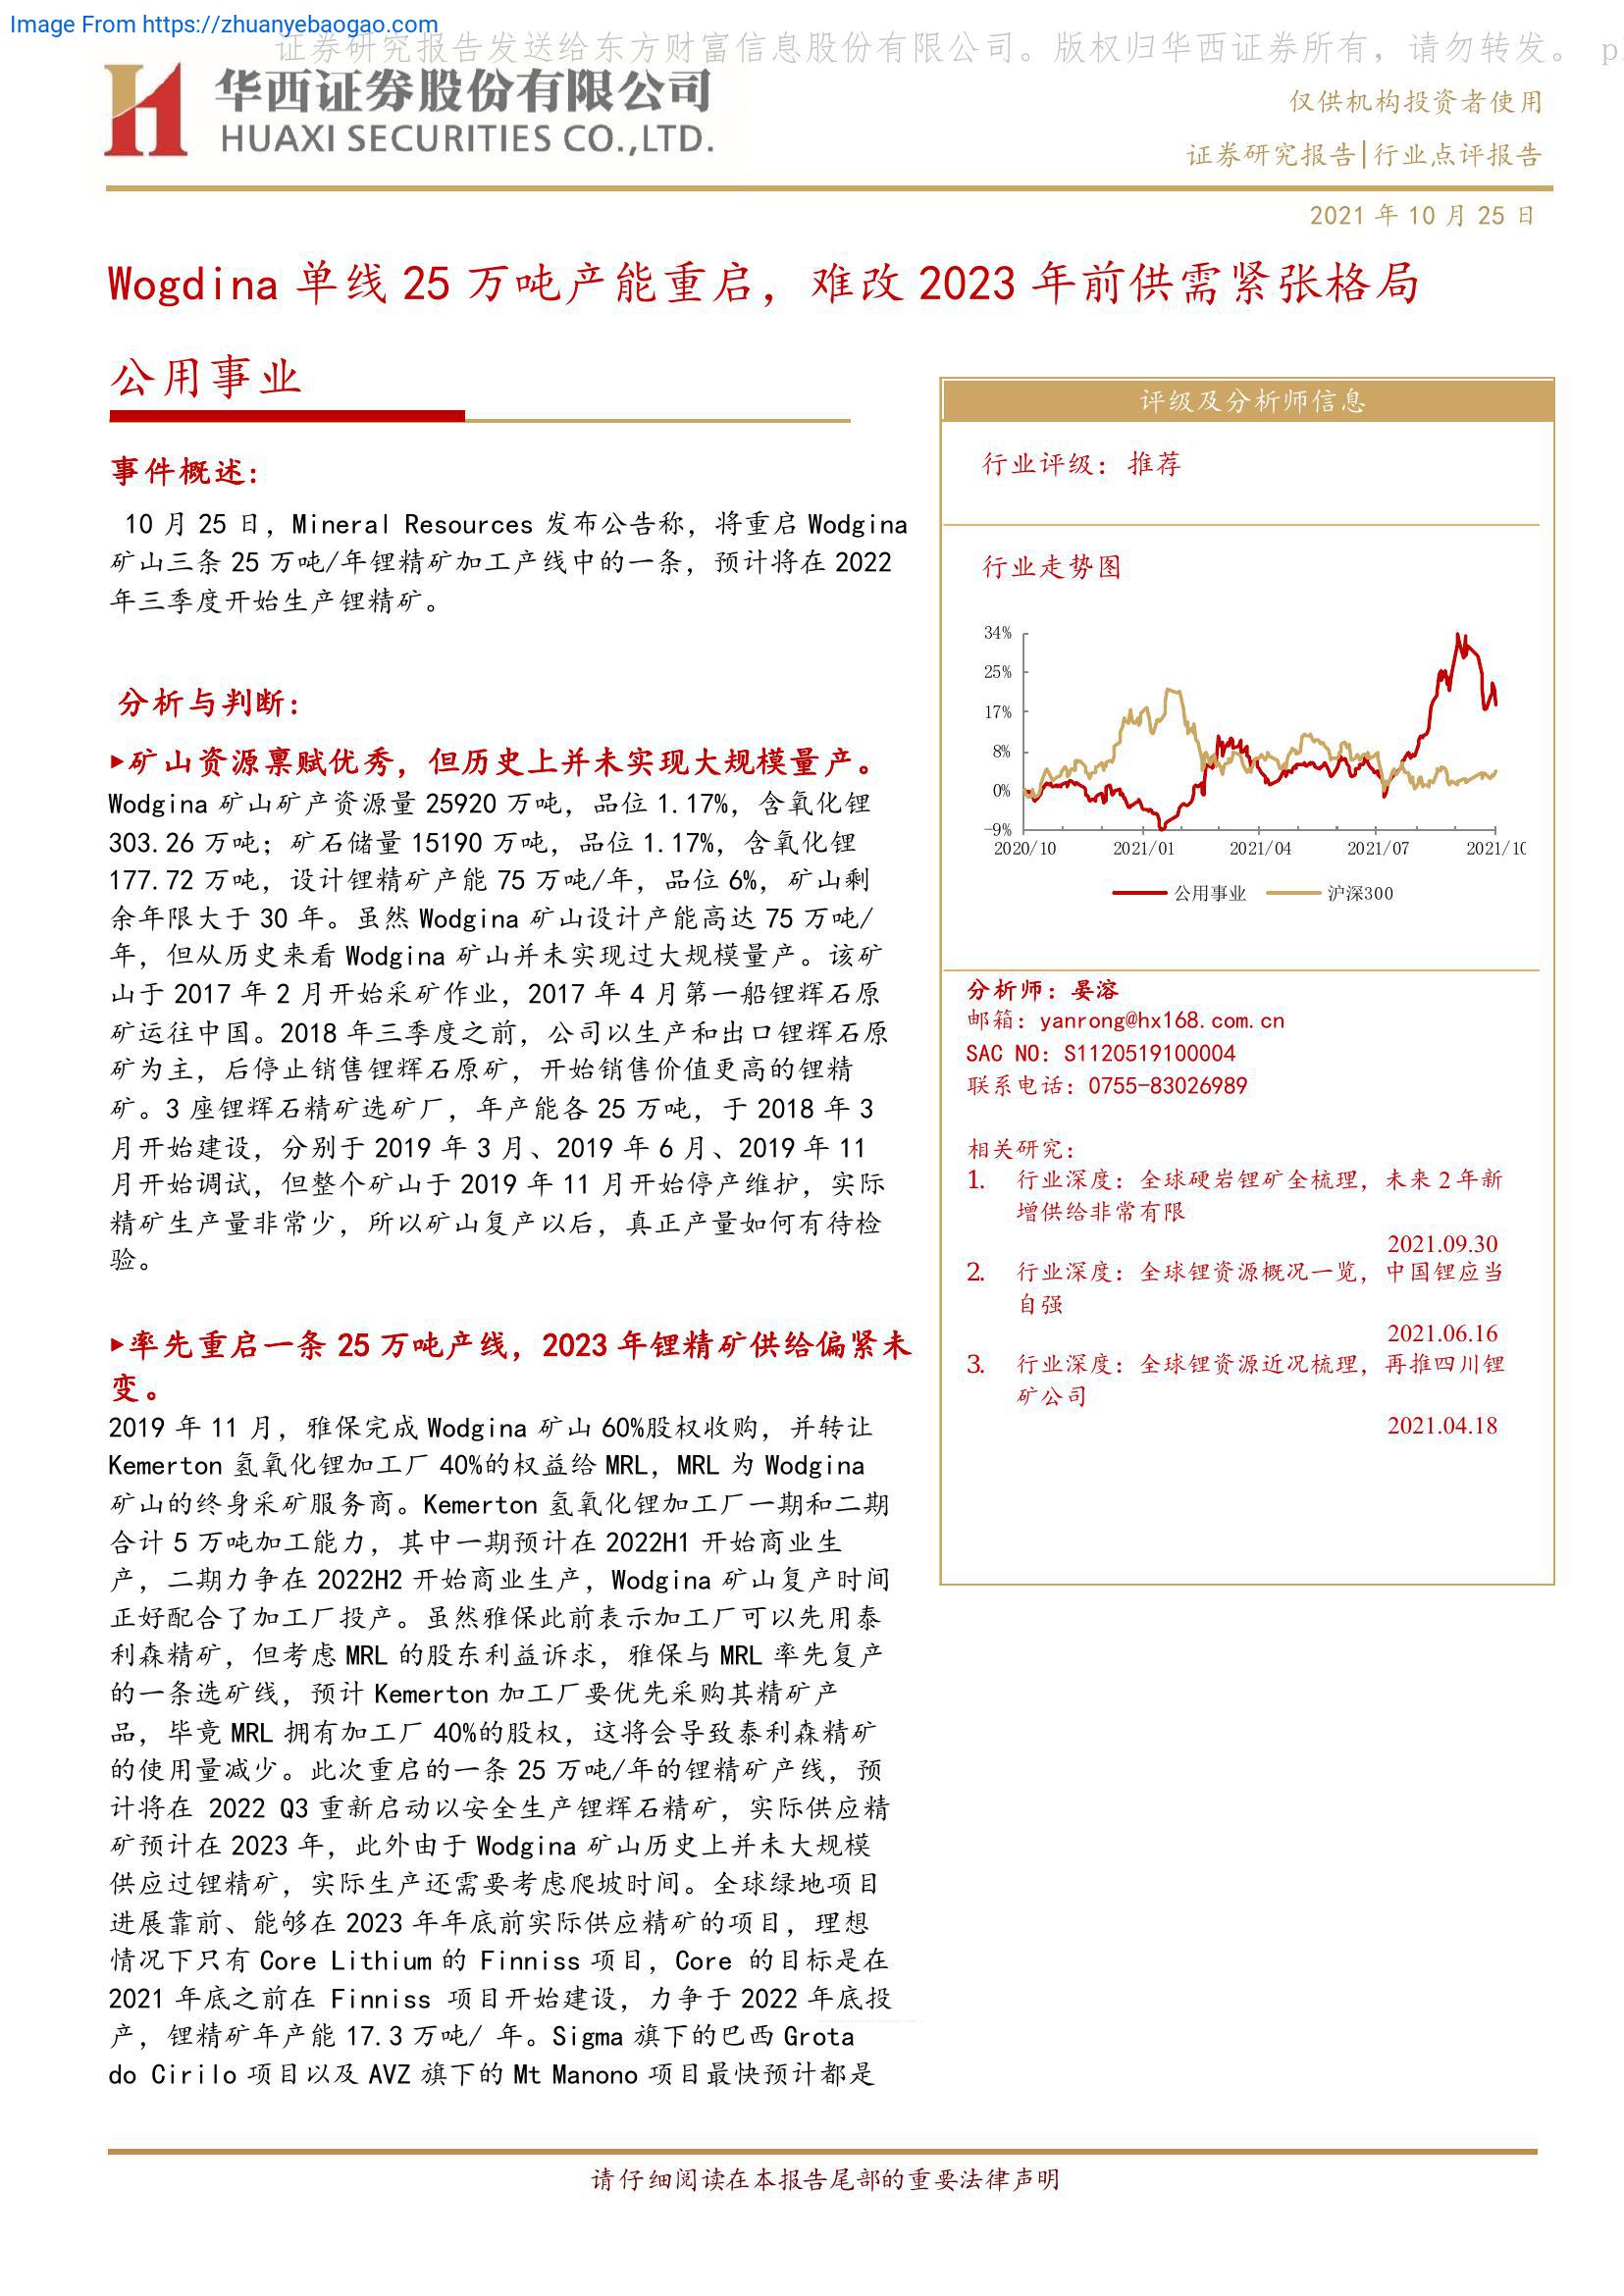 Image From https://zhuanyebaogao.com
证券研究报告发送给东方财富信息股份有限公司。版权归华西证券所有，请勿转发。 p
华西证券股份有限公司
HUAXI SECURITIES CO.,LTD.
仅供机构投资者使用
证券研究报告|行业点评报告
2021 年 10 月 25 日
Wogdina 单线 25 万吨产能重启，难改 2023 年前供需紧张格局
公用事业
事件概述：
10 月 25 日，Mineral Resources 发布公告称，将重启 Wodgina
矿山三条 25 万吨/年锂精矿加工产线中的一条，预计将在 2022
年三季度开始生产锂精矿。
分析与判断：
▶矿山资源禀赋优秀，但历史上并未实现大规模量产。
Wodgina 矿山矿产资源量 25920 万吨，品位 1.17%，含氧化锂
303.26 万吨；矿石储量 15190 万吨，品位 1.17%，含氧化锂
177.72 万吨，设计锂精矿产能 75 万吨/年，品位 6%，矿山剩
余年限大于 30 年。虽然 Wodgina 矿山设计产能高达 75 万吨/
年，但从历史来看 Wodgina 矿山并未实现过大规模量产。该矿
山于 2017 年 2 月开始采矿作业，2017 年 4 月第一船锂辉石原
矿运往中国。2018 年三季度之前，公司以生产和出口锂辉石原
矿为主，后停止销售锂辉石原矿，开始销售价值更高的锂精
矿。3 座锂辉石精矿选矿厂，年产能各 25 万吨，于 2018 年 3
月开始建设，分别于 2019 年 3 月、2019 年 6 月、2019 年 11
月开始调试，但整个矿山于 2019 年 11 月开始停产维护，实际
精矿生产量非常少，所以矿山复产以后，真正产量如何有待检
验。
▶率先重启一条 25 万吨产线，2023 年锂精矿供给偏紧未
变。
2019 年 11 月，雅保完成 Wodgina 矿山 60%股权收购，并转让
Kemerton 氢氧化锂加工厂 40%的权益给 MRL，MRL 为 Wodgina
矿山的终身采矿服务商。Kemerton 氢氧化锂加工厂一期和二期
合计 5 万吨加工能力，其中一期预计在 2022H1 开始商业生
产，二期力争在 2022H2 开始商业生产，Wodgina 矿山复产时间
正好配合了加工厂投产。虽然雅保此前表示加工厂可以先用泰
利森精矿，但考虑 MRL 的股东利益诉求，雅保与 MRL 率先复产
的一条选矿线，预计 Kemerton 加工厂要优先采购其精矿产
品，毕竟 MRL 拥有加工厂 40%的股权，这将会导致泰利森精矿
的使用量减少。此次重启的一条 25 万吨/年的锂精矿产线，预
计将在 2022 Q3 重新启动以安全生产锂辉石精矿，实际供应精
矿预计在 2023 年，此外由于 Wodgina 矿山历史上并未大规模
供应过锂精矿，实际生产还需要考虑爬坡时间。全球绿地项目
进展靠前、能够在 2023 年年底前实际供应精矿的项目，理想
情况下只有 Core Lithium 的 Finniss 项目，Core 的目标是在
2021 年底之前在 Finniss 项目开始建设，力争于 2022 年底投
产，锂精矿年产能 17.3 万吨/ 年。Sigma 旗下的巴西 Grota
do Cirilo 项目以及 AVZ 旗下的 Mt Manono 项目最快预计都是
评级及分析师信息
行业评级：推荐
行业走势图
34%
25%
17%
8%
0%
-9%
2020/10 2021/01 2021/04 2021/07 2021/10
公用事业 沪深300
分析师：晏溶
邮箱：yanrong@hx168.com.cn
SAC NO：S1120519100004
联系电话：0755-83026989
相关研究：
1. 行业深度：全球硬岩锂矿全梳理，未来 2 年新
增供给非常有限
2021.09.30
2. 行业深度：全球锂资源概况一览，中国锂应当
自强
2021.06.16
3. 行业深度：全球锂资源近况梳理，再推四川锂
矿公司
2021.04.18
请仔细阅读在本报告尾部的重要法律声明